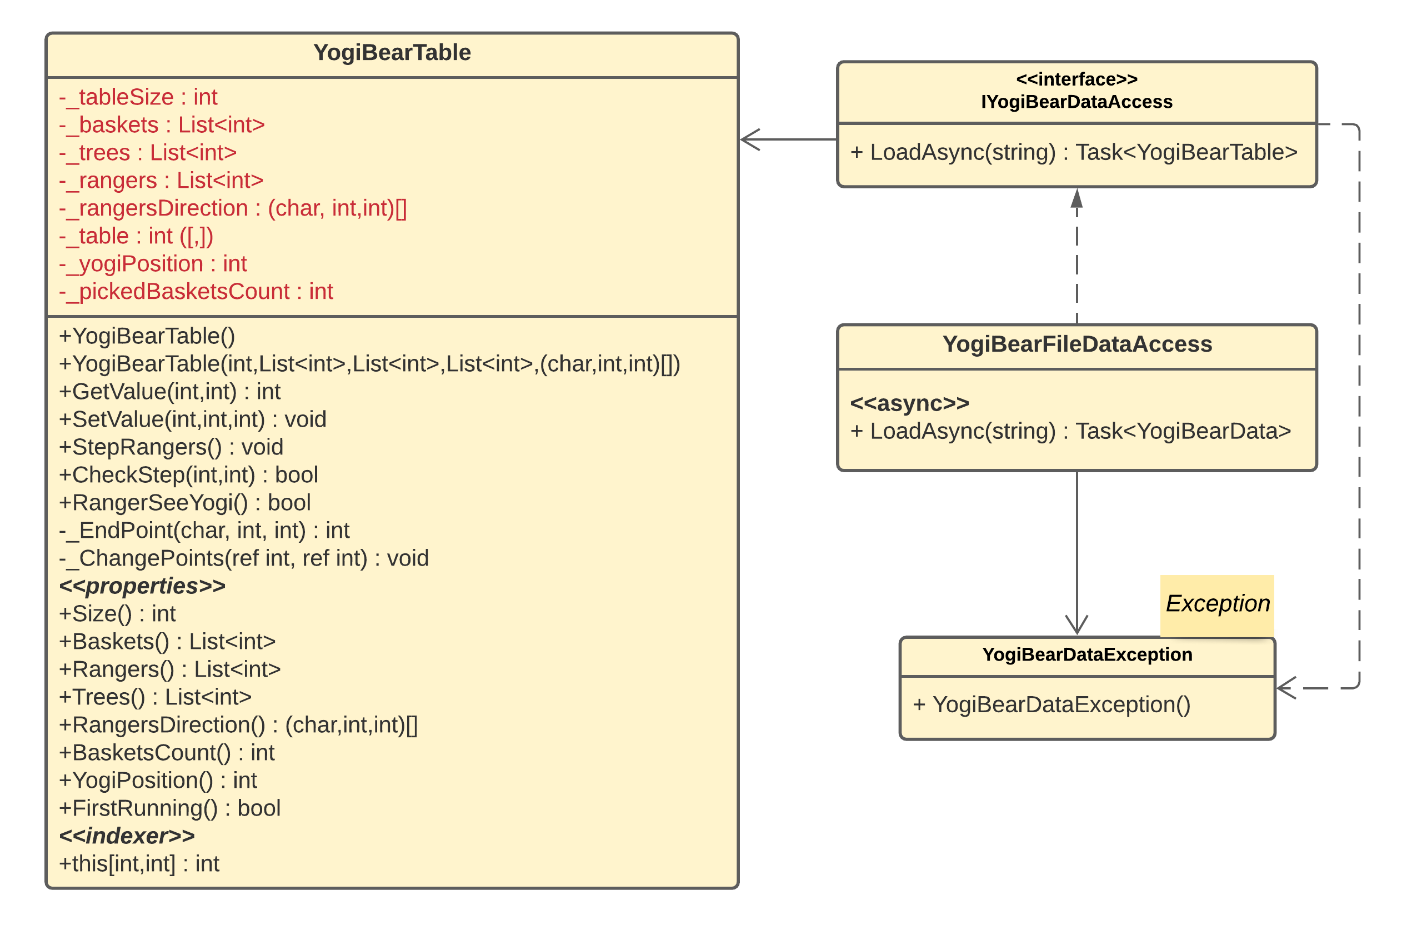 YogiBearTable
-_tableSize : int
-_baskets : List<int>
-_trees : List<int>
-_rangers : List<int>
-_rangersDirection : (char, int,int)[]
-_table : int ([,])
-_yogiPosition : int
-_pickedBasketsCount : int
+YogiBearTable()
+YogiBearTable(int,List<int>,List<int>,List<int>,(char,int,int)[])
+GetValue(int,int) : int
+SetValue(int,int,int) : void
+StepRangers() : void
+CheckStep(int,int) : bool
+RangerSeeYogi() : bool
-_EndPoint(char, int, int) : int
-_ChangePoints(ref int, ref int) : void
<<properties>>
+Size() : int
+Baskets() : List<int>
+Rangers() : List<int>
+Trees() : List<int>
+RangersDirection() : (char,int,int)[]
+BasketsCount() : int
+YogiPosition() : int
+FirstRunning() : bool
<<indexer>>
+this[int,int] : int
<<interface>>
IYogiBearDataAccess
+ LoadAsync(string) : Task<YogiBearTable>
YogiBearFileDataAccess
<<async>>
+ LoadAsync(string) : Task<YogiBearData>
Exception
YogiBearDataException
+ YogiBearDataException()